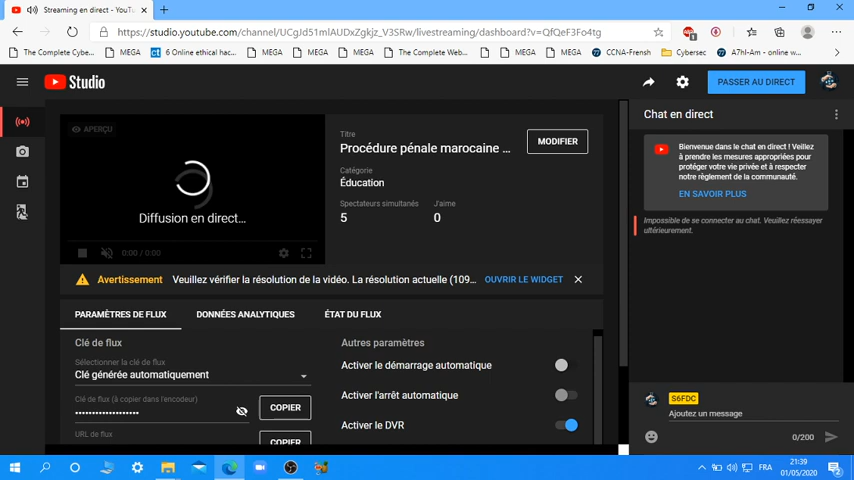 Streaming en direct - YouTu
https://studio.youtube.com/channel/UCgJd51mlAUDxZgkjz_V3SRw/livestreaming/dashboard?v=QfQeF3Fo4tg
The Complete Cybe...
MEGA
6 Online ethical hac...
MEGA
MEGA
MEGA
The Complete Web...
MEGA
MEGA
CCNA-Frensh
Cybersec
A7hI-Am - online w...
Studio
PASSER AU DIRECT
APERÇU
Diffusion en direct...
0:00 / 0:00
Titre
Procédure pénale marocaine ...
MODIFIER
Catégorie
Éducation
Spectateurs simultanés
J'aime
5
0
Avertissement Veuillez vérifier la résolution de la vidéo. La résolution actuelle (109... OUVRIR LE WIDGET
PARAMÈTRES DE FLUX
DONNÉES ANALYTIQUES
ÉTAT DU FLUX
Clé de flux
Sélectionner la clé de flux
Clé générée automatiquement
Clé de flux (à copier dans l'encodeur)
••••••••••••••••••
COPIER
URL de flux
COPIER
Autres paramètres
Activer le démarrage automatique
Activer l'arrêt automatique
Activer le DVR
Chat en direct
Bienvenue dans le chat en direct ! Veillez
à prendre les mesures appropriées pour
protéger votre vie privée et à respecter
notre règlement de la communauté.
EN SAVOIR PLUS
Impossible de se connecter au chat. Veuillez réessayer
ultérieurement.
S6FDC
Ajoutez un message
0/200
FRA
21:39
01/05/2020